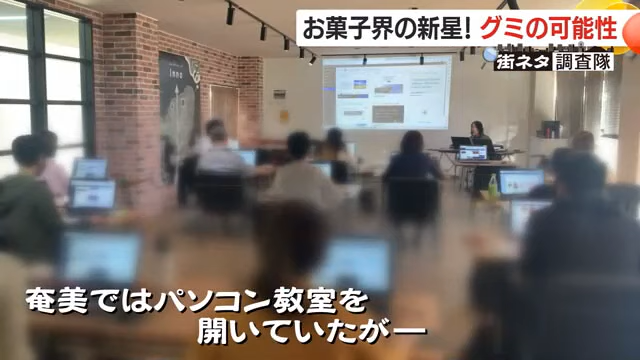 お菓子界の新星！グミの可能性
街ネタ 調査隊
inno
奄美ではパソコン教室を
開いていたが―